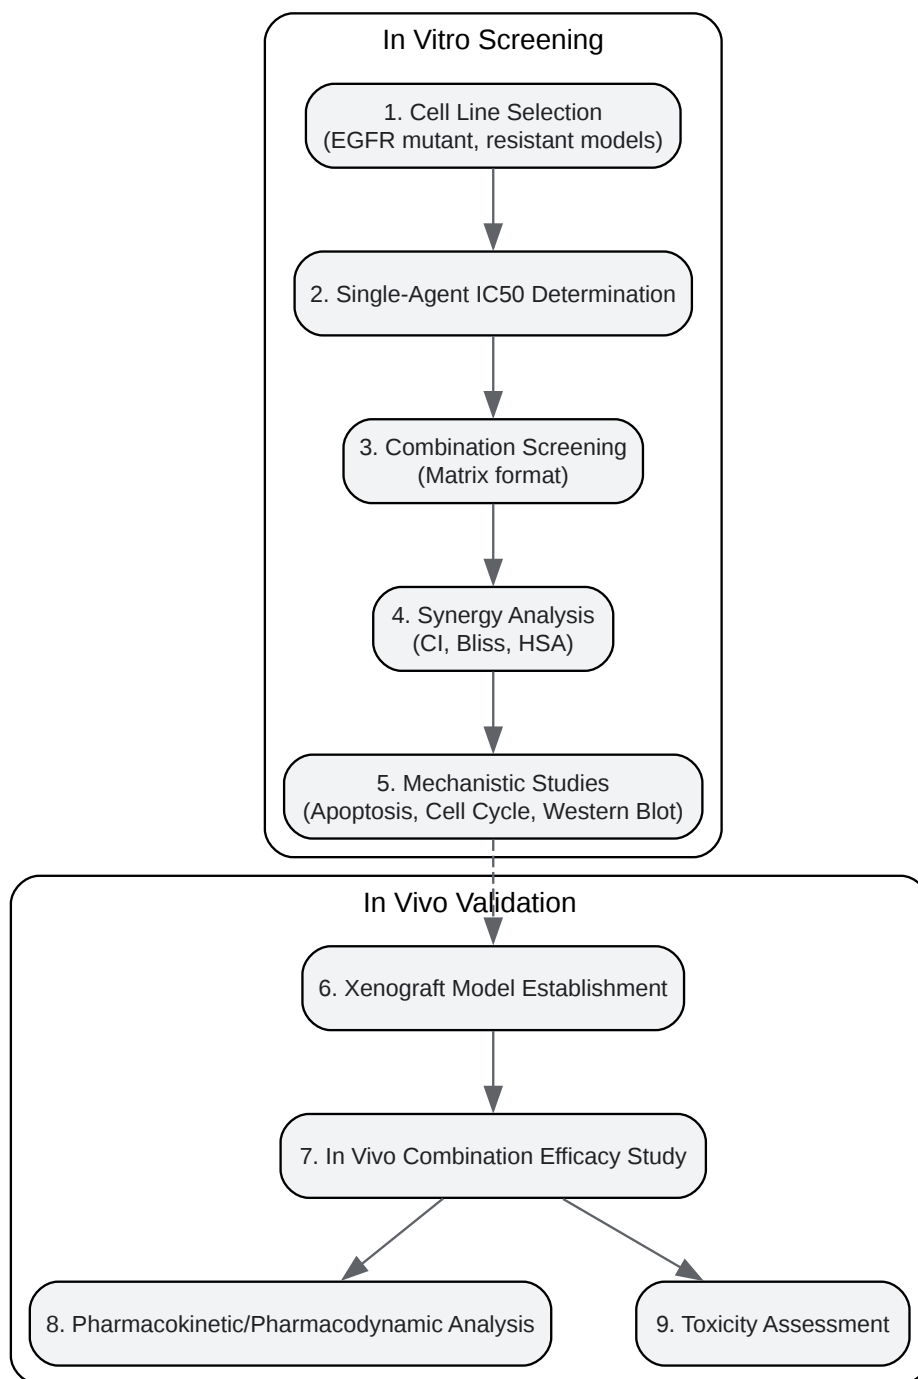 In Vitro Screening
1. Cell Line Selection
(EGFR mutant, resistant models)
2. Single-Agent IC50 Determination
3. Combination Screening
(Matrix format)
4. Synergy Analysis
(CI, Bliss, HSA)
5. Mechanistic Studies
(Apoptosis, Cell Cycle, Western Blot)
In Vivo Validation
6. Xenograft Model Establishment
7. In Vivo Combination Efficacy Study
8. Pharmacokinetic/Pharmacodynamic Analysis
9. Toxicity Assessment